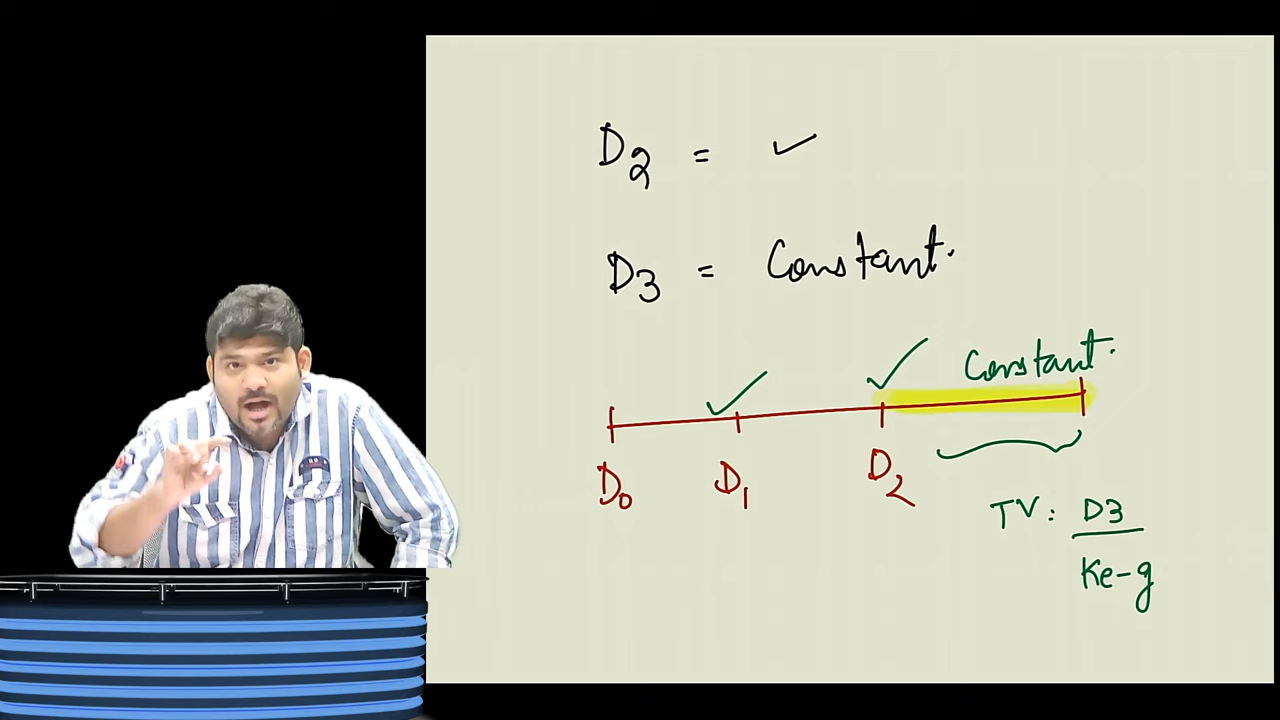 D2 = ✓
D3 = Constant.
Constant.
D0 D1 D2
TV : D3
Ke-g